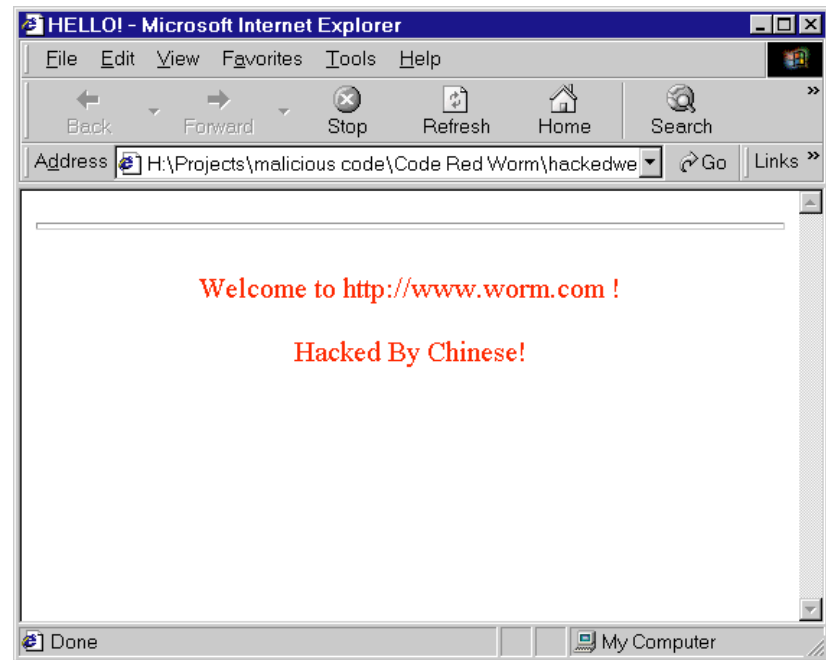 HELLO! - Microsoft Internet Explorer
File Edit View Favorites Tools Help
Back Forward Stop Refresh Home Search »
Address H:\Projects\malicious code\Code Red Worm\hackedwe Go Links »
Welcome to http://www.worm.com !
Hacked By Chinese!
Done My Computer